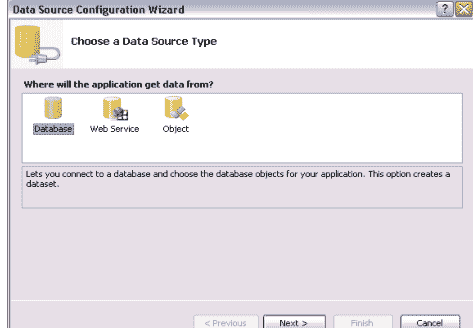 Data Source Configuration Wizard
Choose a Data Source Type
Where will the application get data from?
Database Web Service Object
Lets you connect to a database and choose the database objects for your application. This option creates a
dataset.
< Previous Next > Finish Cancel